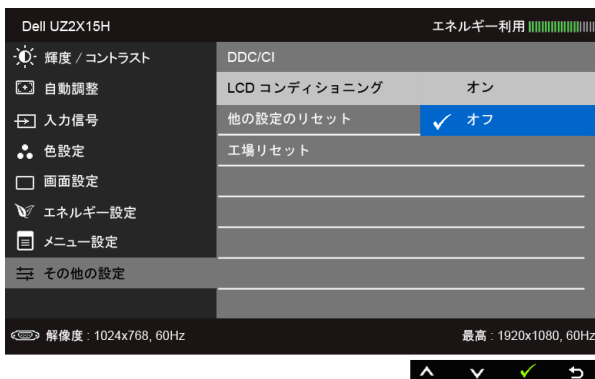 Dell UZ2X15H エネルギー利用
輝度 / コントラスト DDC/CI
自動調整 LCD コンディショニング オン
入力信号 他の設定のリセット オフ
色設定 工場リセット
画面設定
エネルギー設定
メニュー設定
その他の設定
解像度 : 1024x768, 60Hz 最高 : 1920x1080, 60Hz